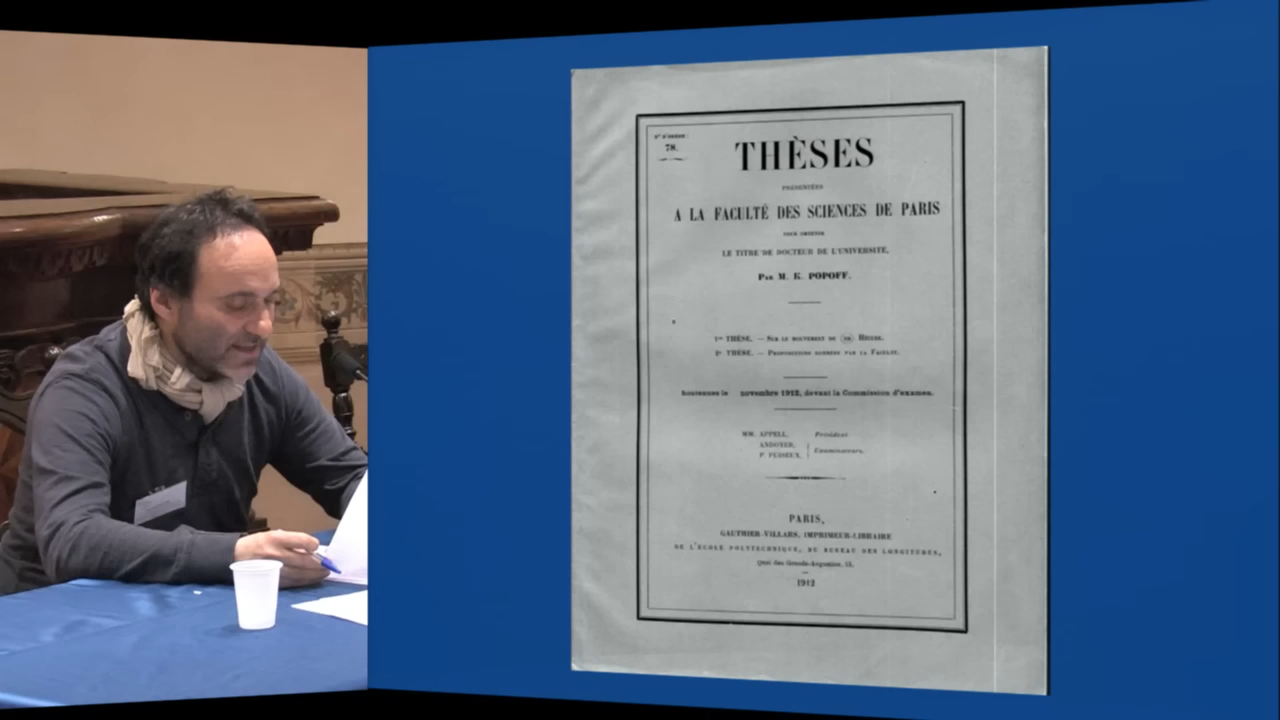 N° D'ORDRE :
78.
THÈSES
PRÉSENTÉES
A LA FACULTÉ DES SCIENCES DE PARIS
POUR OBTENIR
LE TITRE DE DOCTEUR DE L'UNIVERSITÉ,
PAR M. K. POPOFF.
1re THÈSE. — SUR LE MOUVEMENT DE 108 HECUBE.
2e THÈSE. — PROPOSITIONS DONNÉES PAR LA FACULTÉ.
Soutenues le novembre 1912, devant la Commission d'examen.
MM. APPELL, Président.
ANDOYER,
P. PUISEUX, Examinateurs.
PARIS,
GAUTHIER-VILLARS, IMPRIMEUR-LIBRAIRE
DE L'ÉCOLE POLYTECHNIQUE, DU BUREAU DES LONGITUDES,
Quai des Grands-Augustins, 55.
1912